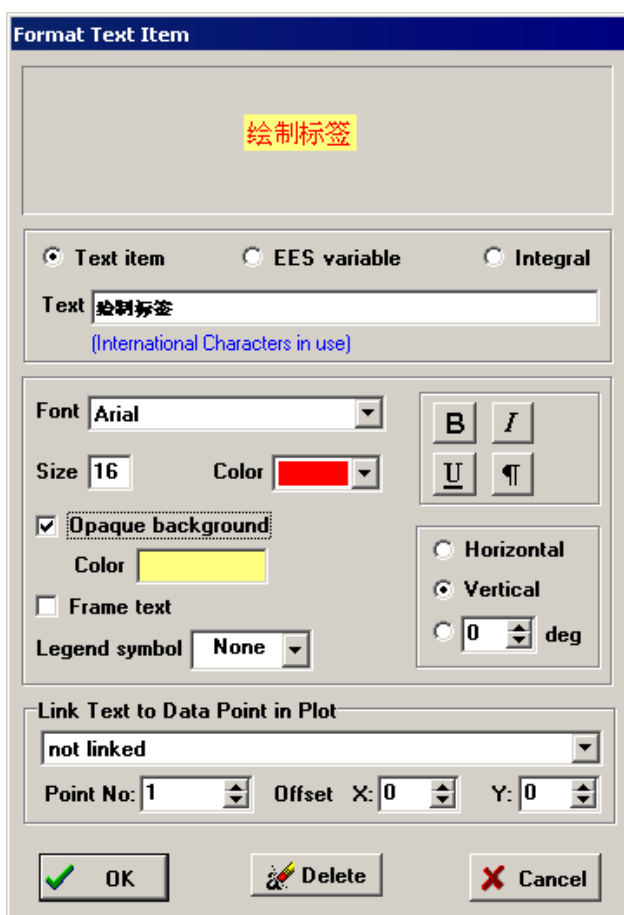 Format Text Item
绘制标签
Text item EES variable Integral
Text 绘制标签
(International Characters in use)
Font Arial
B I
Size 16 Color
U ¶
Opaque background
Color
Horizontal
Vertical
Frame text
0 deg
Legend symbol None
Link Text to Data Point in Plot
not linked
Point No: 1 Offset X: 0 Y: 0
OK Delete Cancel